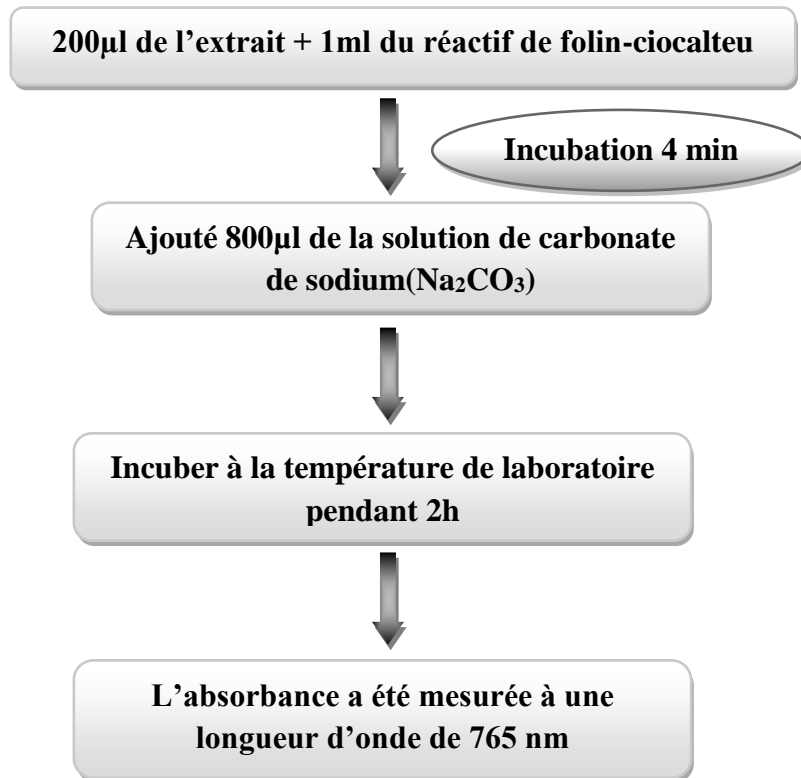 200µl de l’extrait + 1ml du réactif de folin-ciocalteu
Incubation 4 min
Ajouté 800µl de la solution de carbonate
de sodium(Na₂CO₃)
Incuber à la température de laboratoire
pendant 2h
L’absorbance a été mesurée à une
longueur d’onde de 765 nm